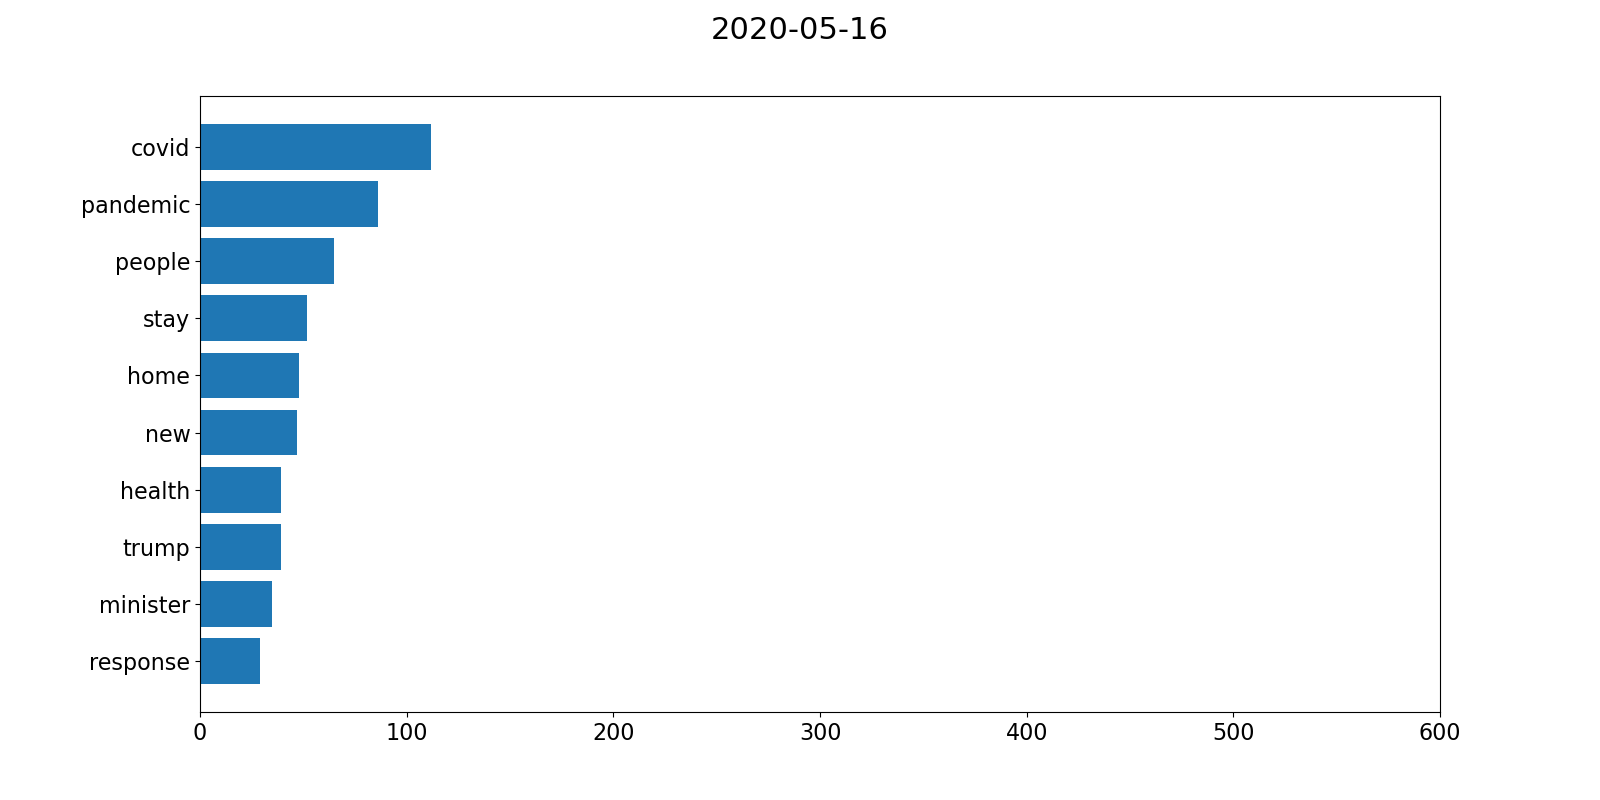 2020-05-16
covid
pandemic
people
stay
home
new
health
trump
minister
response
0 100 200 300 400 500 600